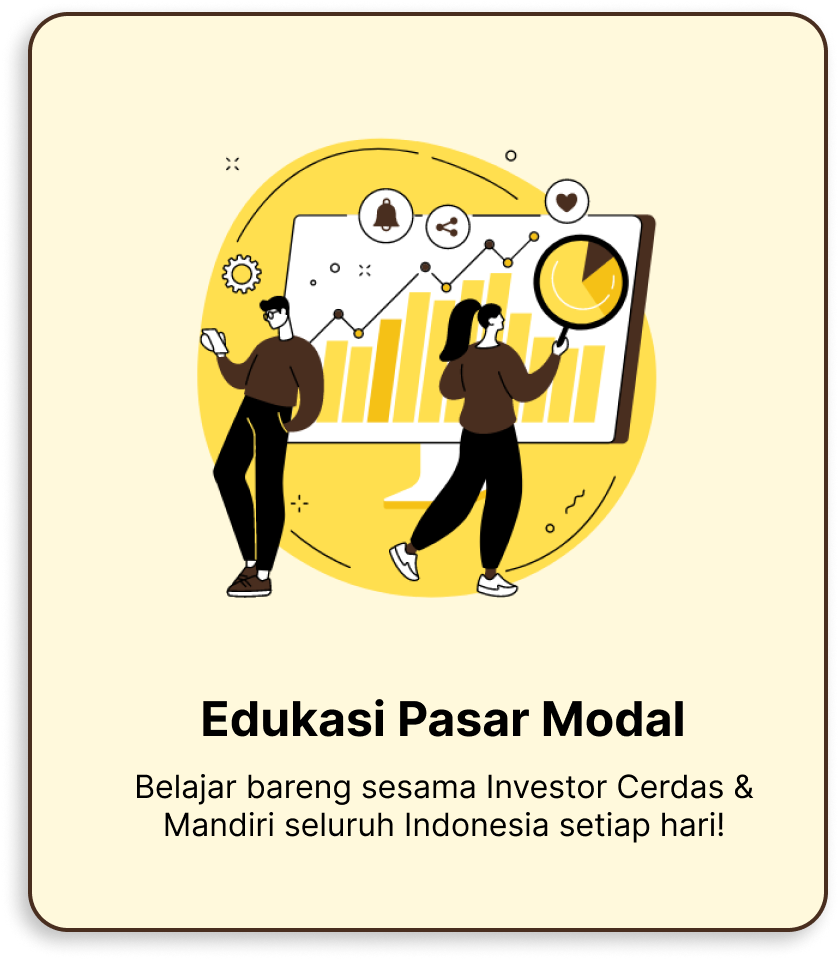 Edukasi Pasar Modal
Belajar bareng sesama Investor Cerdas &
Mandiri seluruh Indonesia setiap hari!